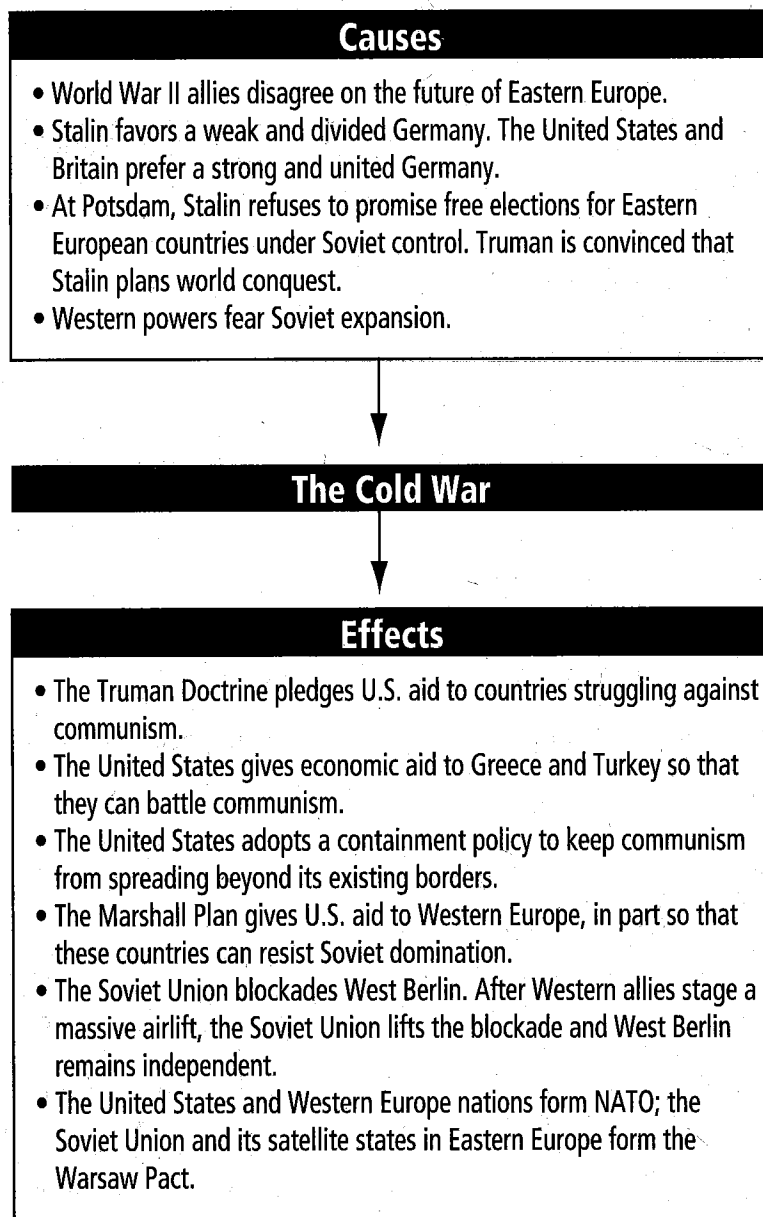 Causes
• World War II allies disagree on the future of Eastern Europe.
• Stalin favors a weak and divided Germany. The United States and
Britain prefer a strong and united Germany.
• At Potsdam, Stalin refuses to promise free elections for Eastern
European countries under Soviet control. Truman is convinced that
Stalin plans world conquest.
• Western powers fear Soviet expansion.
The Cold War
Effects
• The Truman Doctrine pledges U.S. aid to countries struggling against
communism.
• The United States gives economic aid to Greece and Turkey so that
they can battle communism.
• The United States adopts a containment policy to keep communism
from spreading beyond its existing borders.
• The Marshall Plan gives U.S. aid to Western Europe, in part so that
these countries can resist Soviet domination.
• The Soviet Union blockades West Berlin. After Western allies stage a
massive airlift, the Soviet Union lifts the blockade and West Berlin
remains independent.
• The United States and Western Europe nations form NATO; the
Soviet Union and its satellite states in Eastern Europe form the
Warsaw Pact.